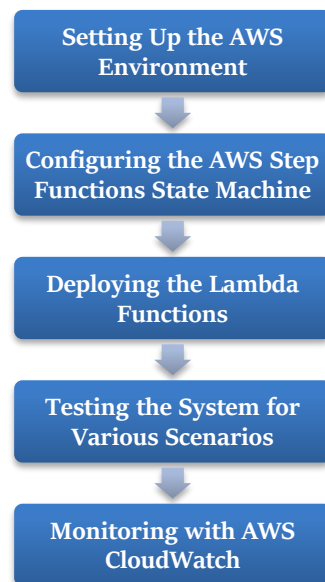 Setting Up the AWS
Environment
Configuring the AWS Step
Functions State Machine
Deploying the Lambda
Functions
Testing the System for
Various Scenarios
Monitoring with AWS
CloudWatch